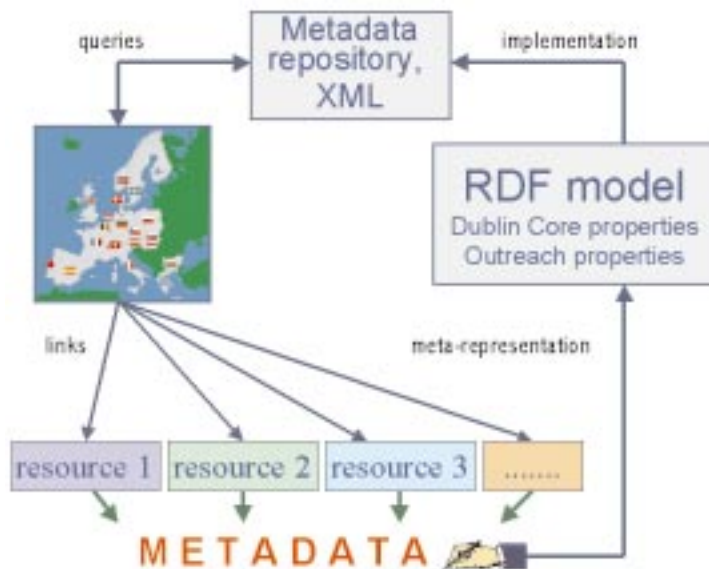 queries
Metadata
repository,
XML
implementation
RDF model
Dublin Core properties
Outreach properties
links
meta-representation
resource 1
resource 2
resource 3
.......
METADATA